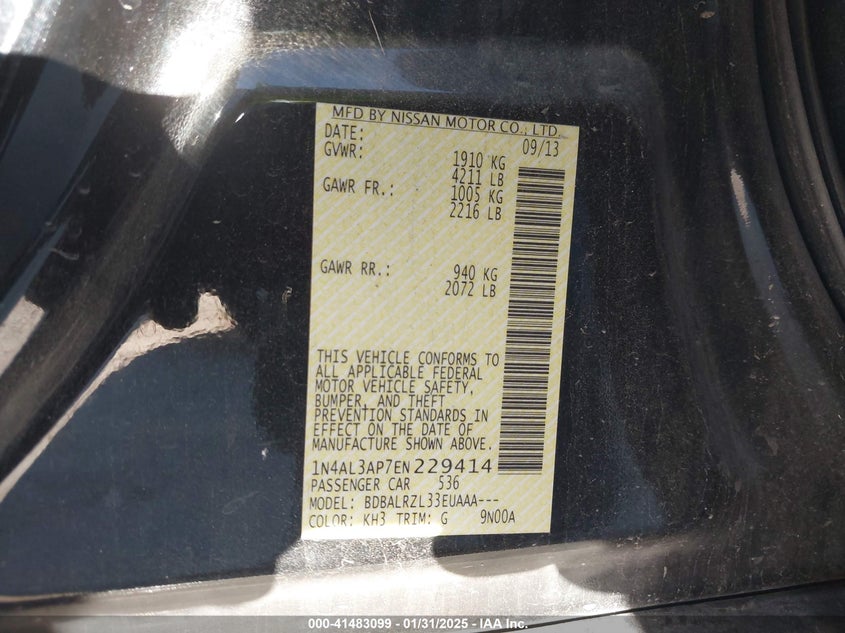 MFD BY NISSAN MOTOR CO., LTD.
DATE: 09/13
GVWR: 1910 KG
4211 LB
GAWR FR.: 1005 KG
2216 LB
GAWR RR.: 940 KG
2072 LB
THIS VEHICLE CONFORMS TO
ALL APPLICABLE FEDERAL
MOTOR VEHICLE SAFETY,
BUMPER, AND THEFT
PREVENTION STANDARDS IN
EFFECT ON THE DATE OF
MANUFACTURE SHOWN ABOVE.
1N4AL3AP7EN229414
PASSENGER CAR 536
MODEL: BDBALRZL33EUAAA---
COLOR: KH3 TRIM: G 9N00A
000-41483099 - 01/31/2025 - IAA Inc.